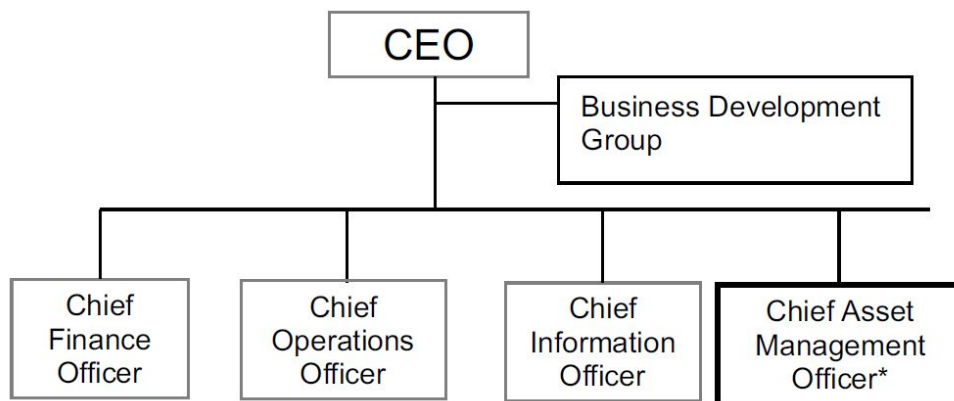 CEO
Business Development
Group
Chief
Finance
Officer
Chief
Operations
Officer
Chief
Information
Officer
Chief Asset
Management
Officer*